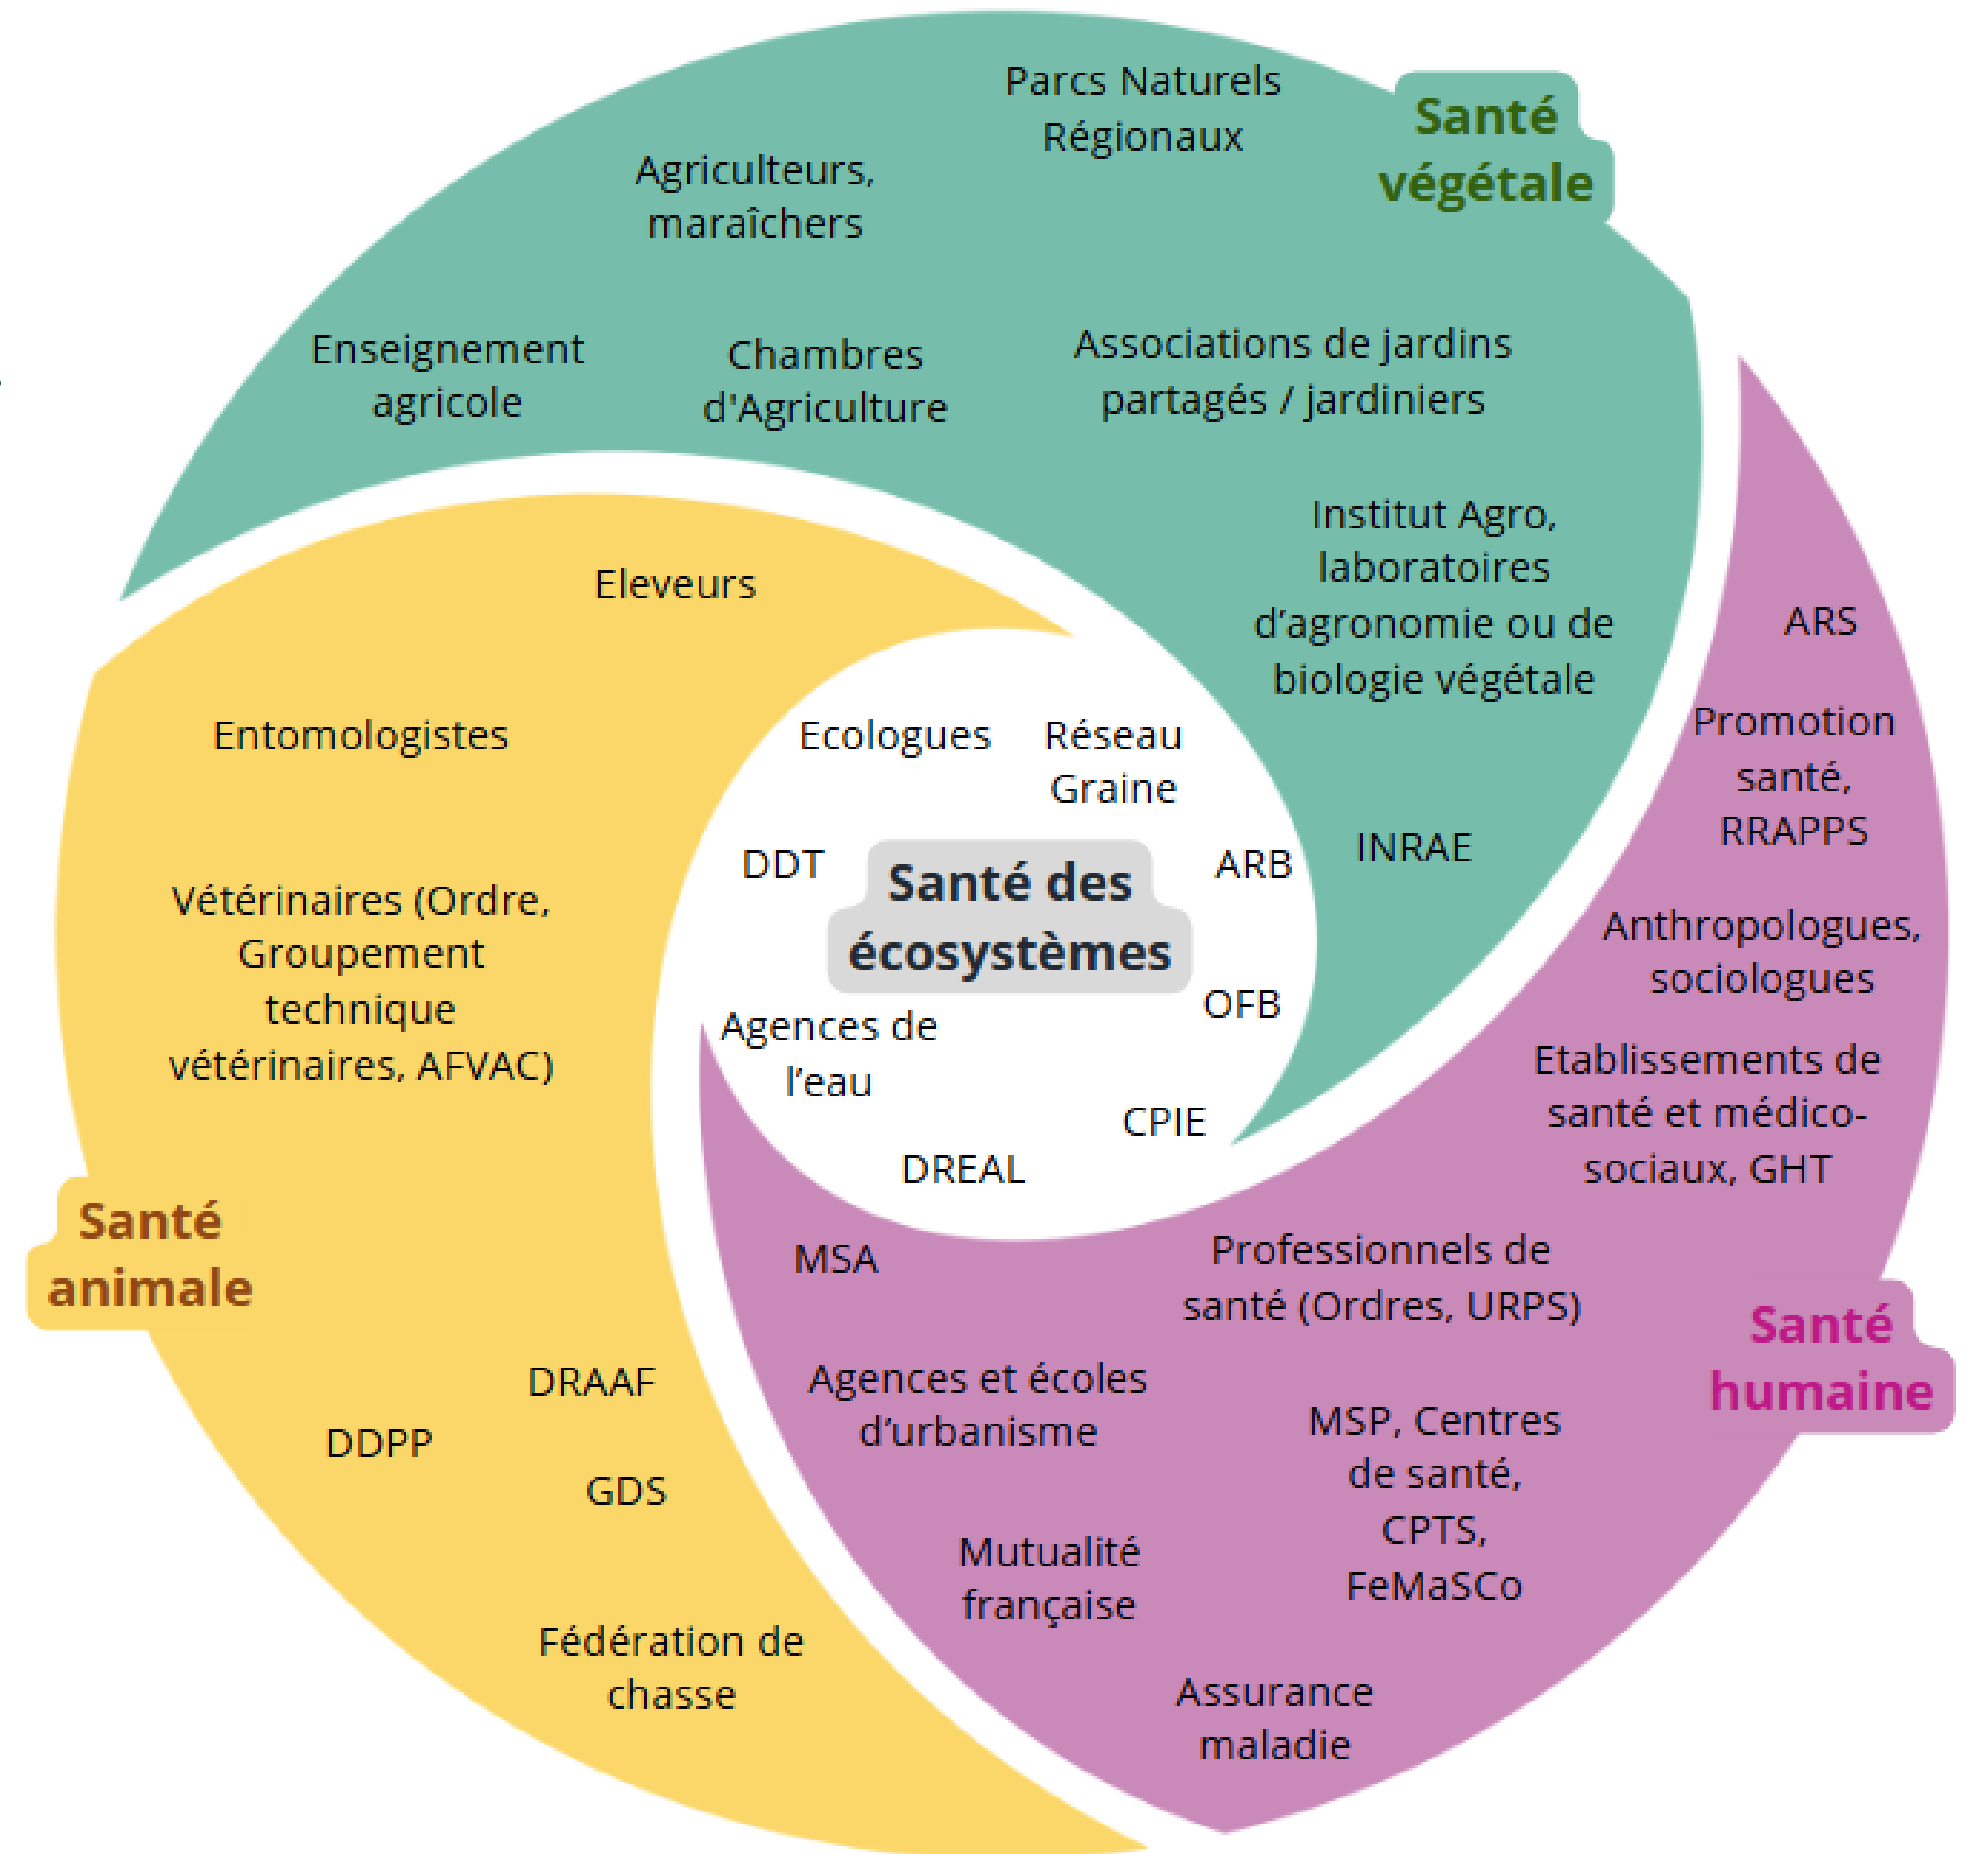 Parcs Naturels
Régionaux
Santé
végétale
Agriculteurs,
maraîchers
Enseignement
agricole
Chambres
d'Agriculture
Associations de jardins
partagés / jardiniers
Institut Agro,
laboratoires
d’agronomie ou de
biologie végétale
INRAE
Eleveurs
Entomologistes
Vétérinaires (Ordre,
Groupement
technique
vétérinaires, AFVAC)
Santé
animale
DRAAF
DDPP
GDS
Fédération de
chasse
Ecologues
Réseau
Graine
DDT
ARB
Santé des
écosystèmes
OFB
Agences de
l’eau
CPIE
DREAL
ARS
Promotion
santé,
RRAPPS
Anthropologues,
sociologues
Etablissements de
santé et médico-
sociaux, GHT
MSA
Professionnels de
santé (Ordres, URPS)
Santé
humaine
Agences et écoles
d’urbanisme
MSP, Centres
de santé,
CPTS,
FeMaSCo
Mutualité
française
Assurance
maladie